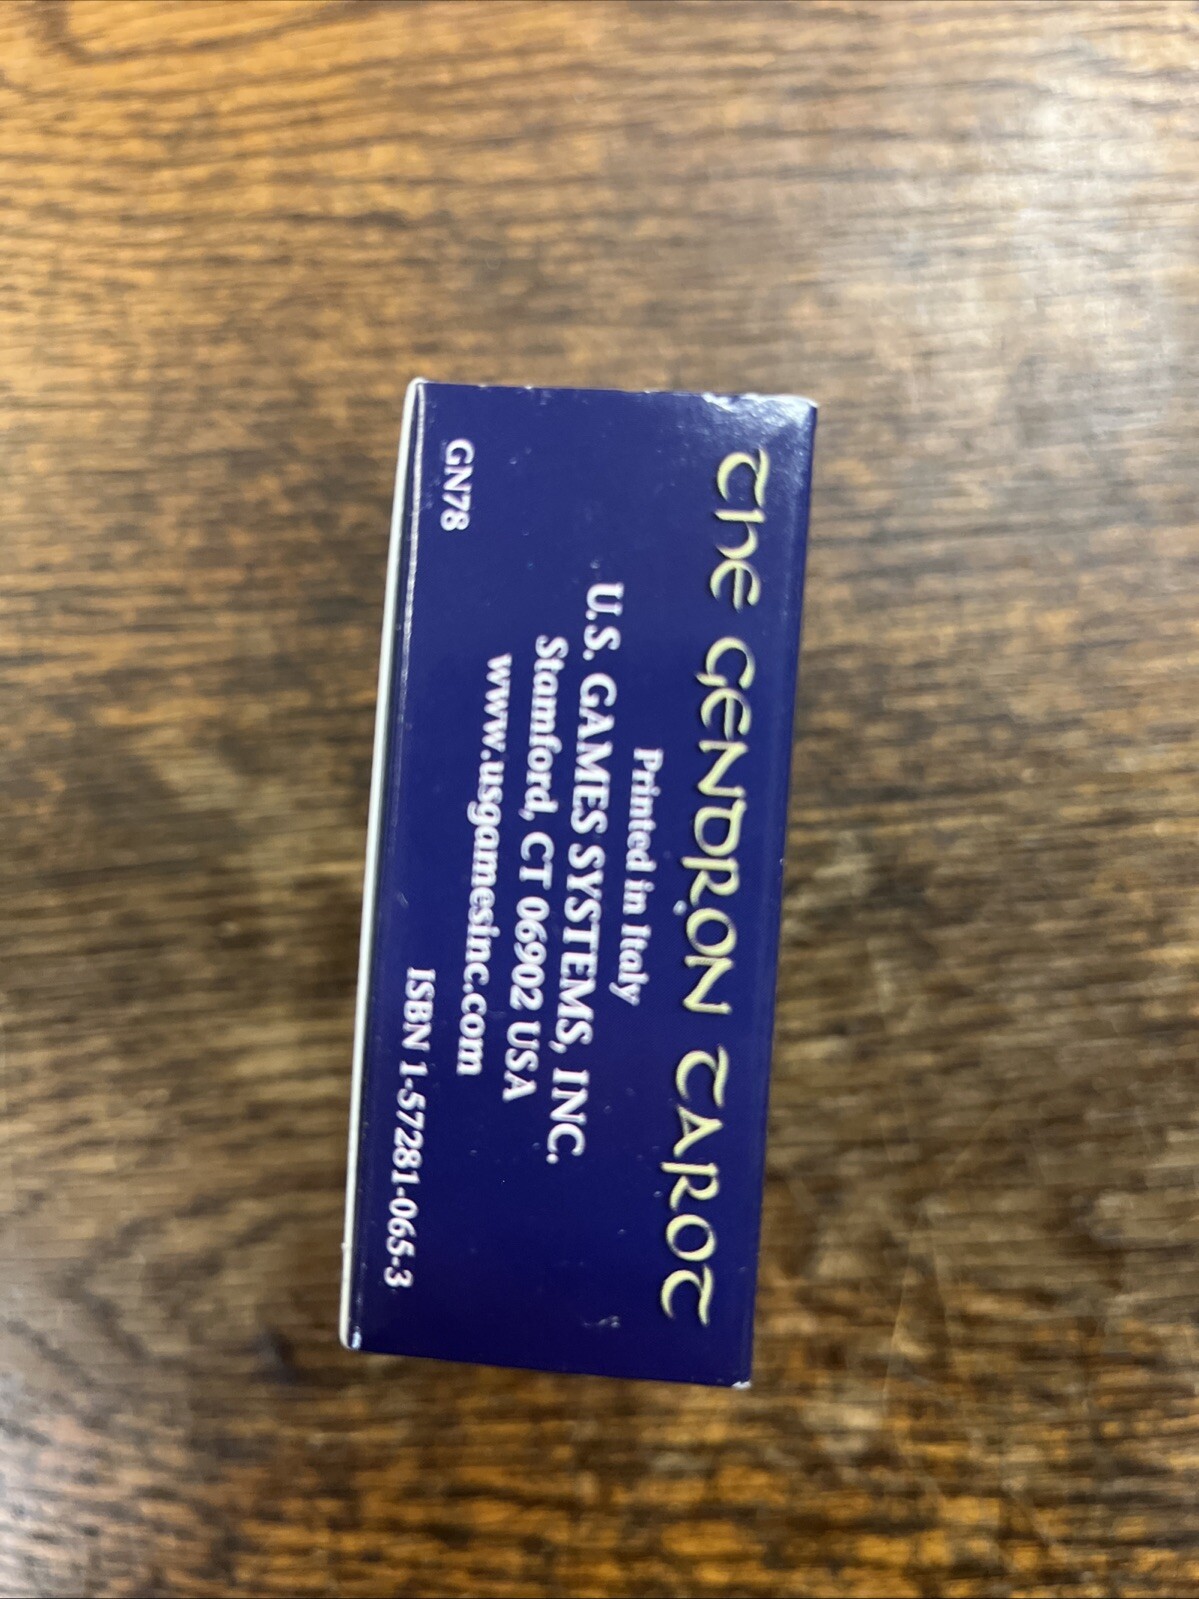 The GENDRON TAROT
Printed in Italy
U.S. GAMES SYSTEMS, INC.
Stamford, CT 06902 USA
www.usgamesinc.com
GN78
ISBN 1-57281-065-3